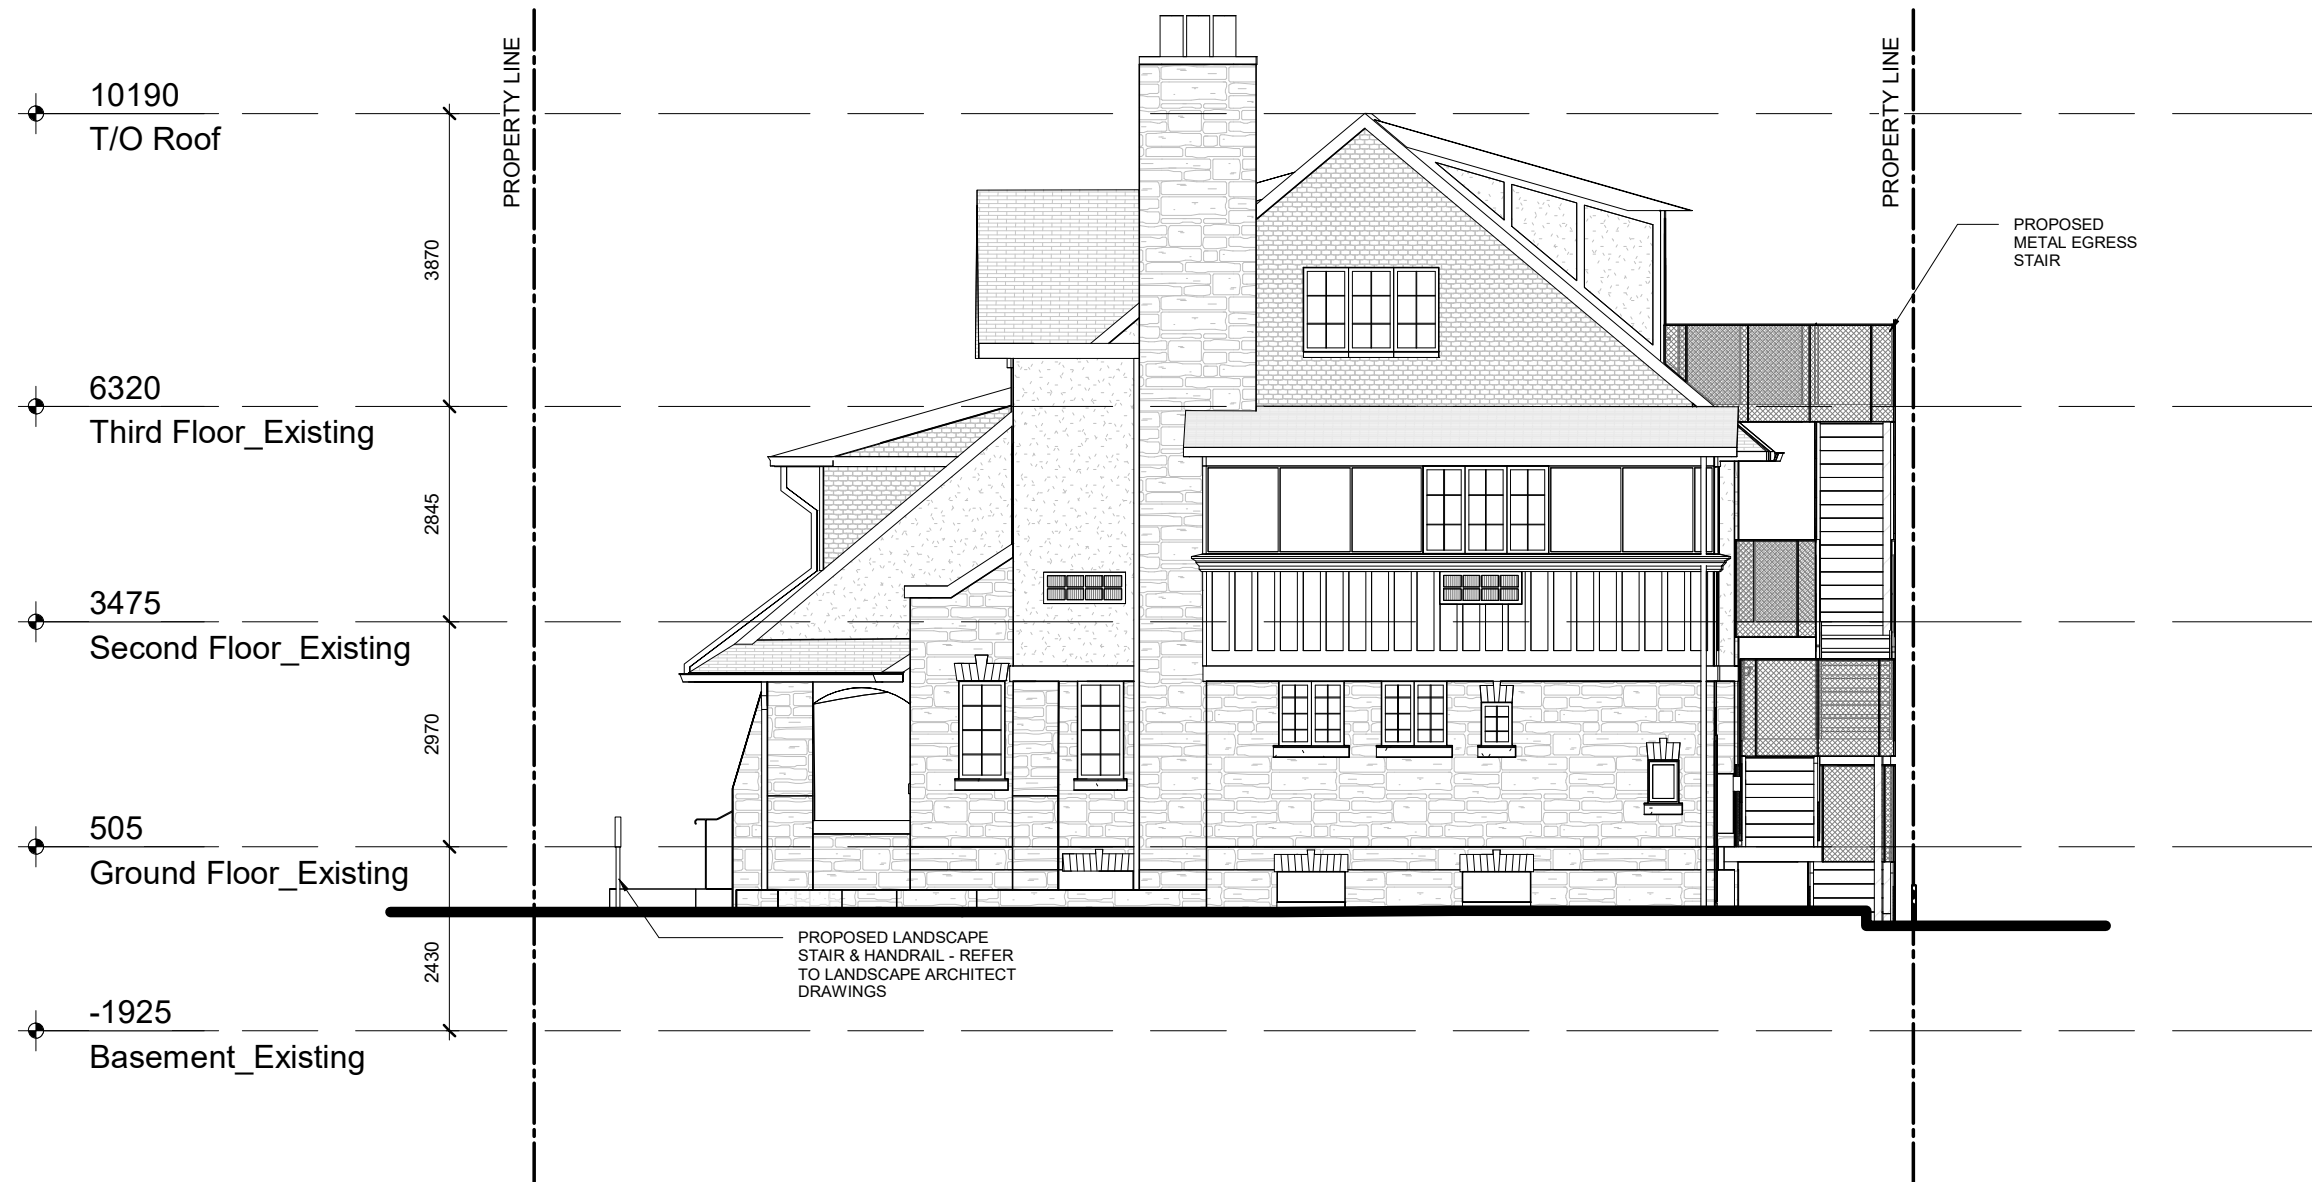 PROPERTY LINE
PROPERTY LINE
10190
T/O Roof
3870
PROPOSED
METAL EGRESS
STAIR
6320
Third Floor_Existing
2845
3475
Second Floor_Existing
2970
505
Ground Floor_Existing
2430
PROPOSED LANDSCAPE
STAIR & HANDRAIL - REFER
TO LANDSCAPE ARCHITECT
DRAWINGS
-1925
Basement_Existing